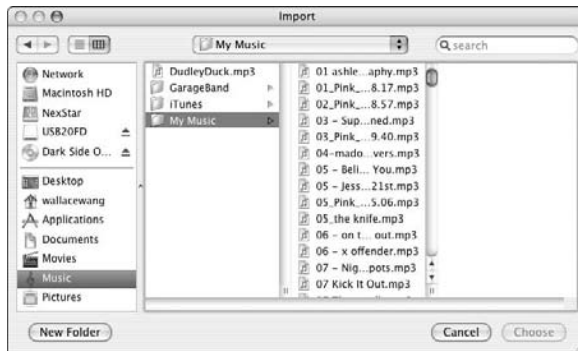 Import
My Music
search
Network
Macintosh HD
NexStar
USB20FD
Dark Side O...
Desktop
wallacewang
Applications
Documents
Movies
Music
Pictures
DudleyDuck.mp3
GarageBand
iTunes
My Music
01 ashle...aphy.mp3
01_Pink_...8.17.mp3
02_Pink_...8.57.mp3
03 - Sup...ned.mp3
03_Pink_...9.40.mp3
04-mado...vers.mp3
05 - Beli... You.mp3
05 - Jess...21st.mp3
05_Pink_...5.06.mp3
05_the knife.mp3
06 - on t... out.mp3
06 - x offender.mp3
07 - Nig...pots.mp3
07 Kick It Out.mp3
New Folder
Cancel
Choose